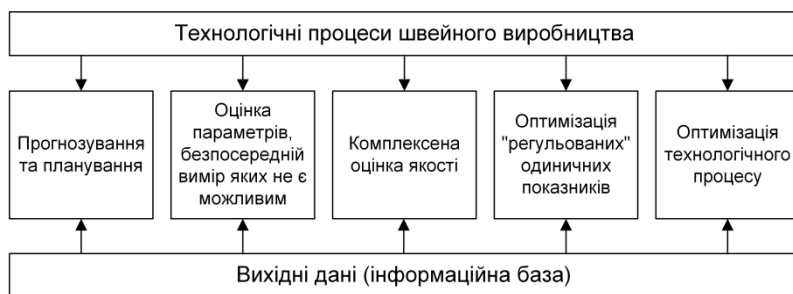 Технологічні процеси швейного виробництва
Прогнозування
та планування
Оцінка
параметрів,
безпосередній
вимір яких не є
можливим
Комплексена
оцінка якості
Оптимізація
"регульованих"
одиничних
показників
Оптимізація
технологічного
процесу
Вихідні дані (інформаційна база)